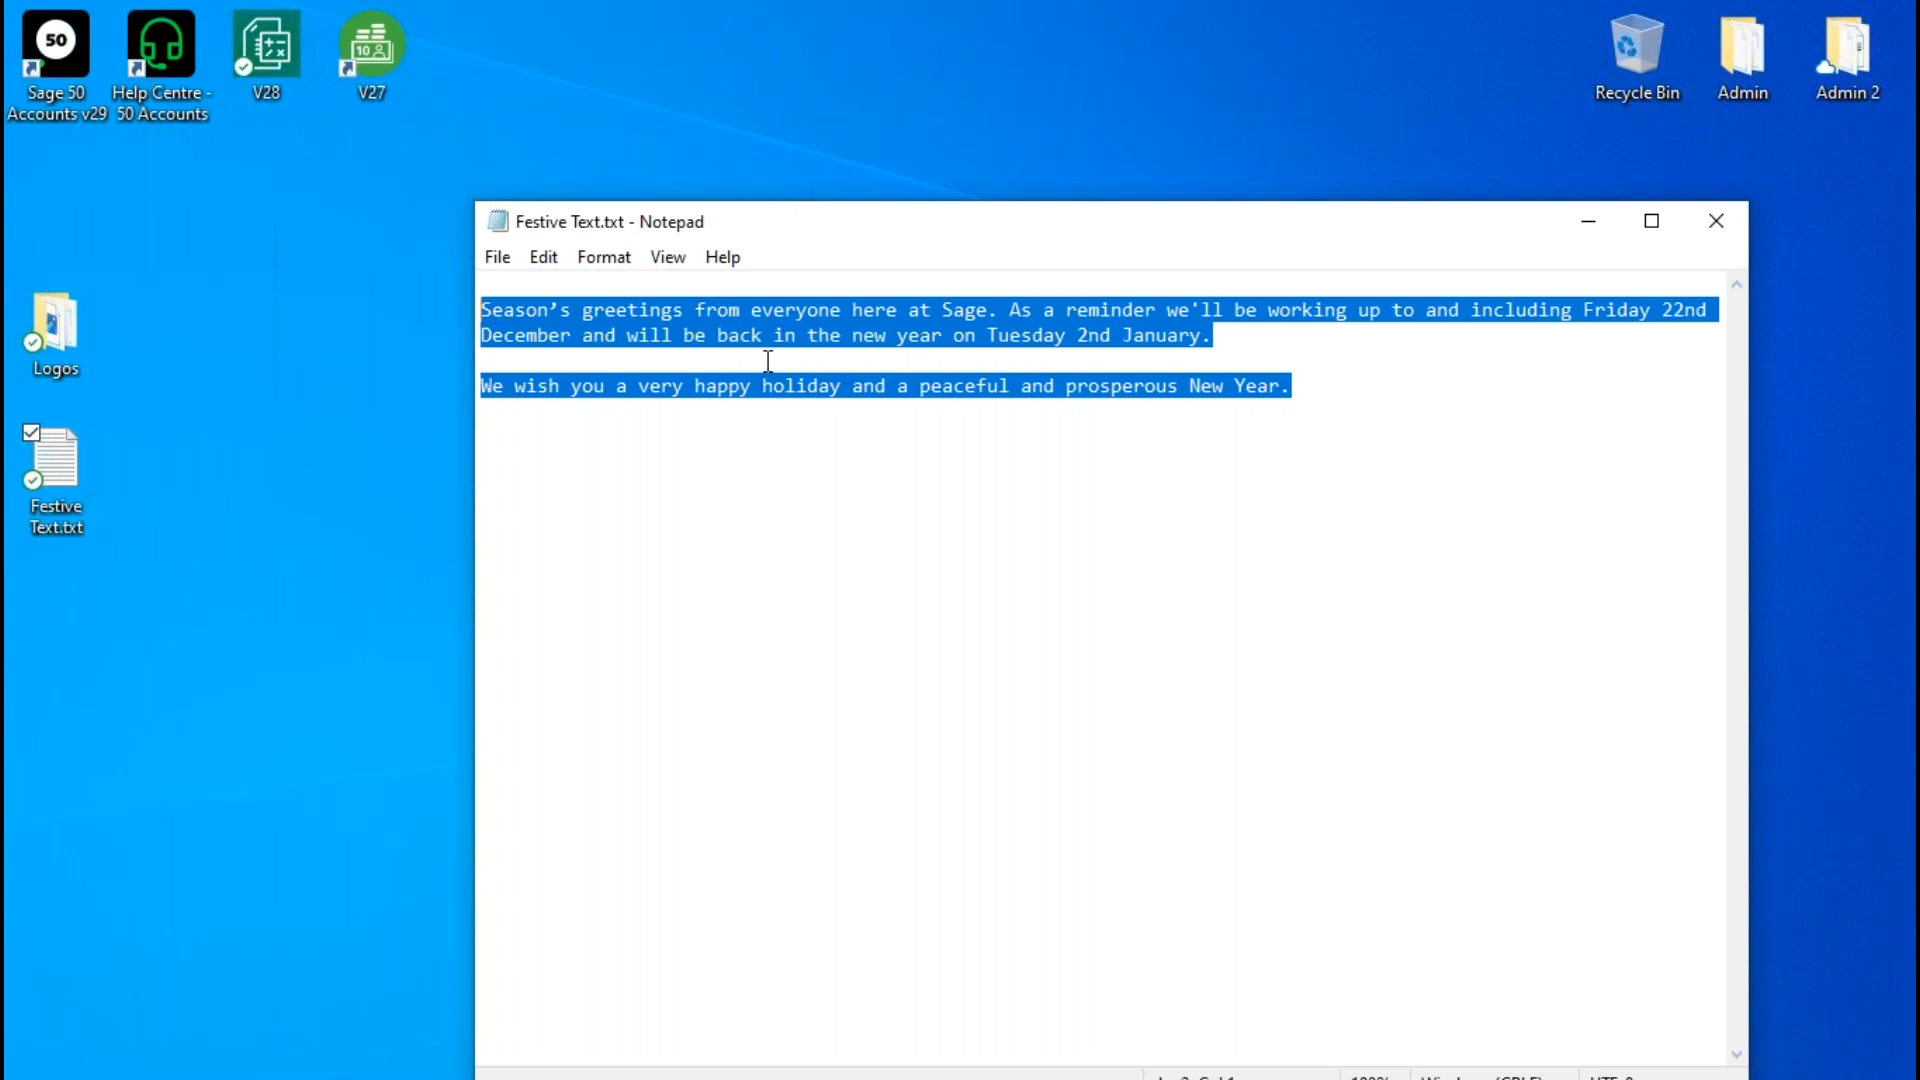 50
10
Sage 50
Accounts v29
Help Centre -
50 Accounts
V28
V27
Recycle Bin
Admin
Admin 2
Festive Text.txt - Notepad
File Edit Format View Help
Season’s greetings from everyone here at Sage. As a reminder we'll be working up to and including Friday 22nd
December and will be back in the new year on Tuesday 2nd January.
We wish you a very happy holiday and a peaceful and prosperous New Year.
Logos
Festive
Text.txt